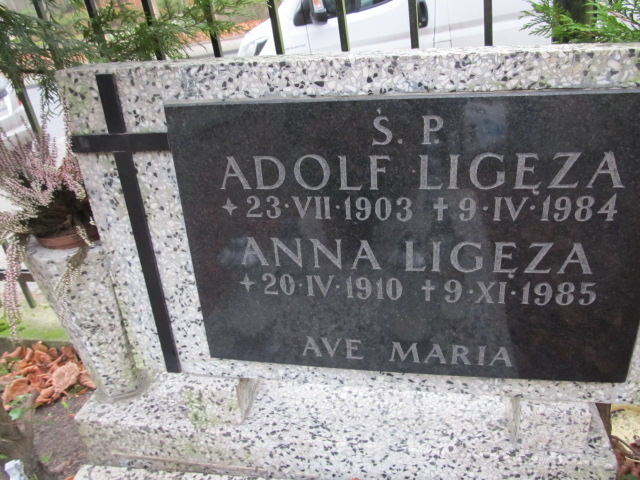 Ś. P.
ADOLF LIGĘZA
+ 23·VII·1903 † 9·IV·1984
ANNA LIGĘZA
+ 20·IV·1910 † 9·XI·1985
AVE MARIA